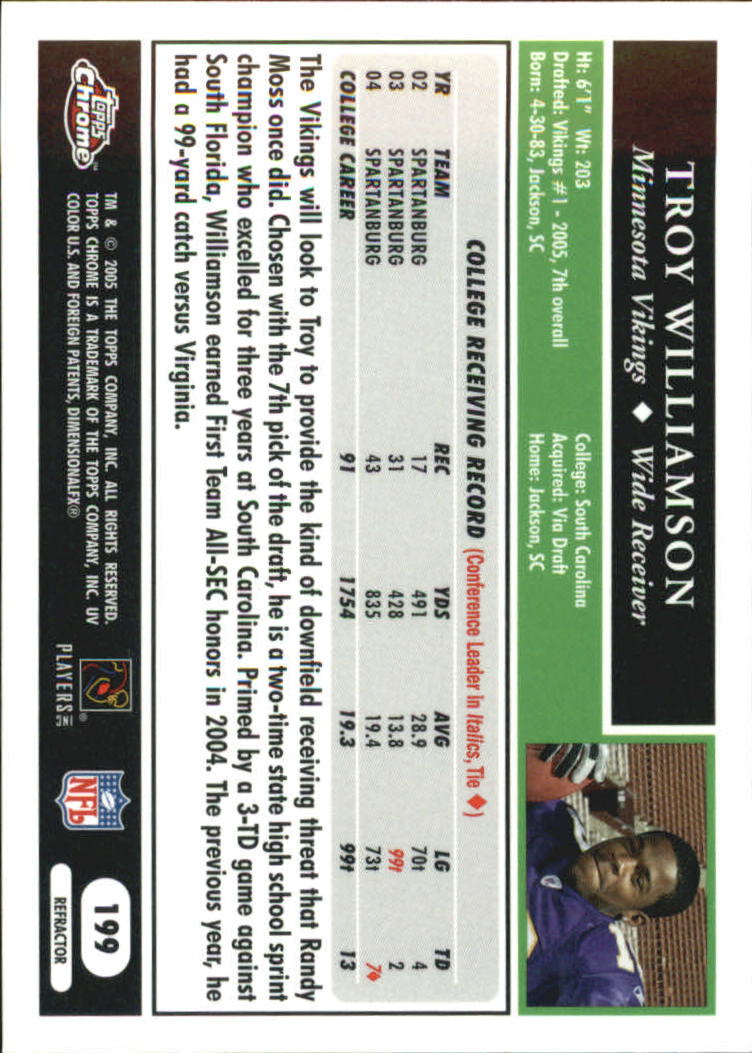 TROY WILLIAMSON
Minnesota Vikings ◆ Wide Receiver
Ht: 6'1" Wt: 203
Drafted: Vikings #1 - 2005, 7th overall
Born: 4-30-83, Jackson, SC
College: South Carolina
Acquired: Via Draft
Home: Jackson, SC
COLLEGE RECEIVING RECORD (Conference Leader in Italics, Tie ◆)
YR TEAM REC YDS AVG LG TD
02 SPARTANBURG 17 491 28.9 70t 4
03 SPARTANBURG 31 428 13.8 99t 2
04 SPARTANBURG 43 835 19.4 73t 7◆
COLLEGE CAREER 91 1754 19.3 99t 13
The Vikings will look to Troy to provide the kind of downfield receiving threat that Randy
Moss once did. Chosen with the 7th pick of the draft, he is a two-time state high school sprint
champion who excelled for three years at South Carolina. Primed by a 3-TD game against
South Florida, Williamson earned First Team All-SEC honors in 2004. The previous year, he
had a 99-yard catch versus Virginia.
Topps Chrome™
TM & © 2005 THE TOPPS COMPANY, INC. ALL RIGHTS RESERVED.
TOPPS CHROME IS A TRADEMARK OF THE TOPPS COMPANY, INC. UV
COLOR U.S. AND FOREIGN PATENTS, DIMENSIONALFX®
PLAYERS INC
NFL
199
REFRACTOR